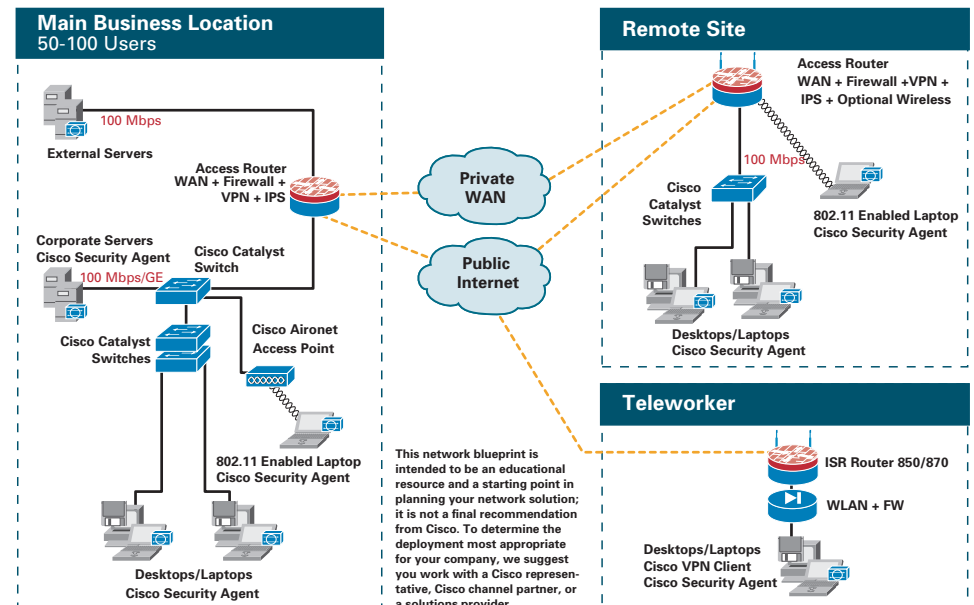 Main Business Location
50-100 Users
100 Mbps
External Servers
Access Router
WAN + Firewall +
VPN + IPS
Corporate Servers
Cisco Security Agent
100 Mbps/GE
Cisco Catalyst
Switch
Cisco Catalyst
Switches
Cisco Aironet
Access Point
802.11 Enabled Laptop
Cisco Security Agent
Desktops/Laptops
Cisco Security Agent
Private
WAN
Public
Internet
This network blueprint is
intended to be an educational
resource and a starting point in
planning your network solution;
it is not a final recommendation
from Cisco. To determine the
deployment most appropriate
for your company, we suggest
you work with a Cisco represen-
tative, Cisco channel partner, or
a solutions provider
Remote Site
Access Router
WAN + Firewall +VPN +
IPS + Optional Wireless
100 Mbps
Cisco
Catalyst
Switches
802.11 Enabled Laptop
Cisco Security Agent
Desktops/Laptops
Cisco Security Agent
Teleworker
ISR Router 850/870
WLAN + FW
Desktops/Laptops
Cisco VPN Client
Cisco Security Agent